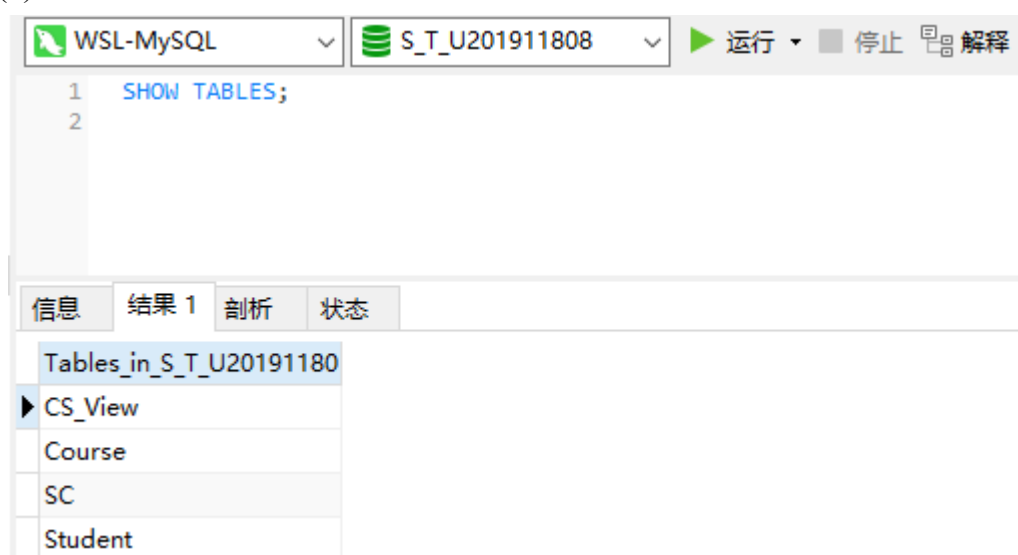 WSL-MySQL S_T_U201911808 运行 停止 解释
1 SHOW TABLES;
2
信息 结果 1 剖析 状态
Tables_in_S_T_U20191180
CS_View
Course
SC
Student